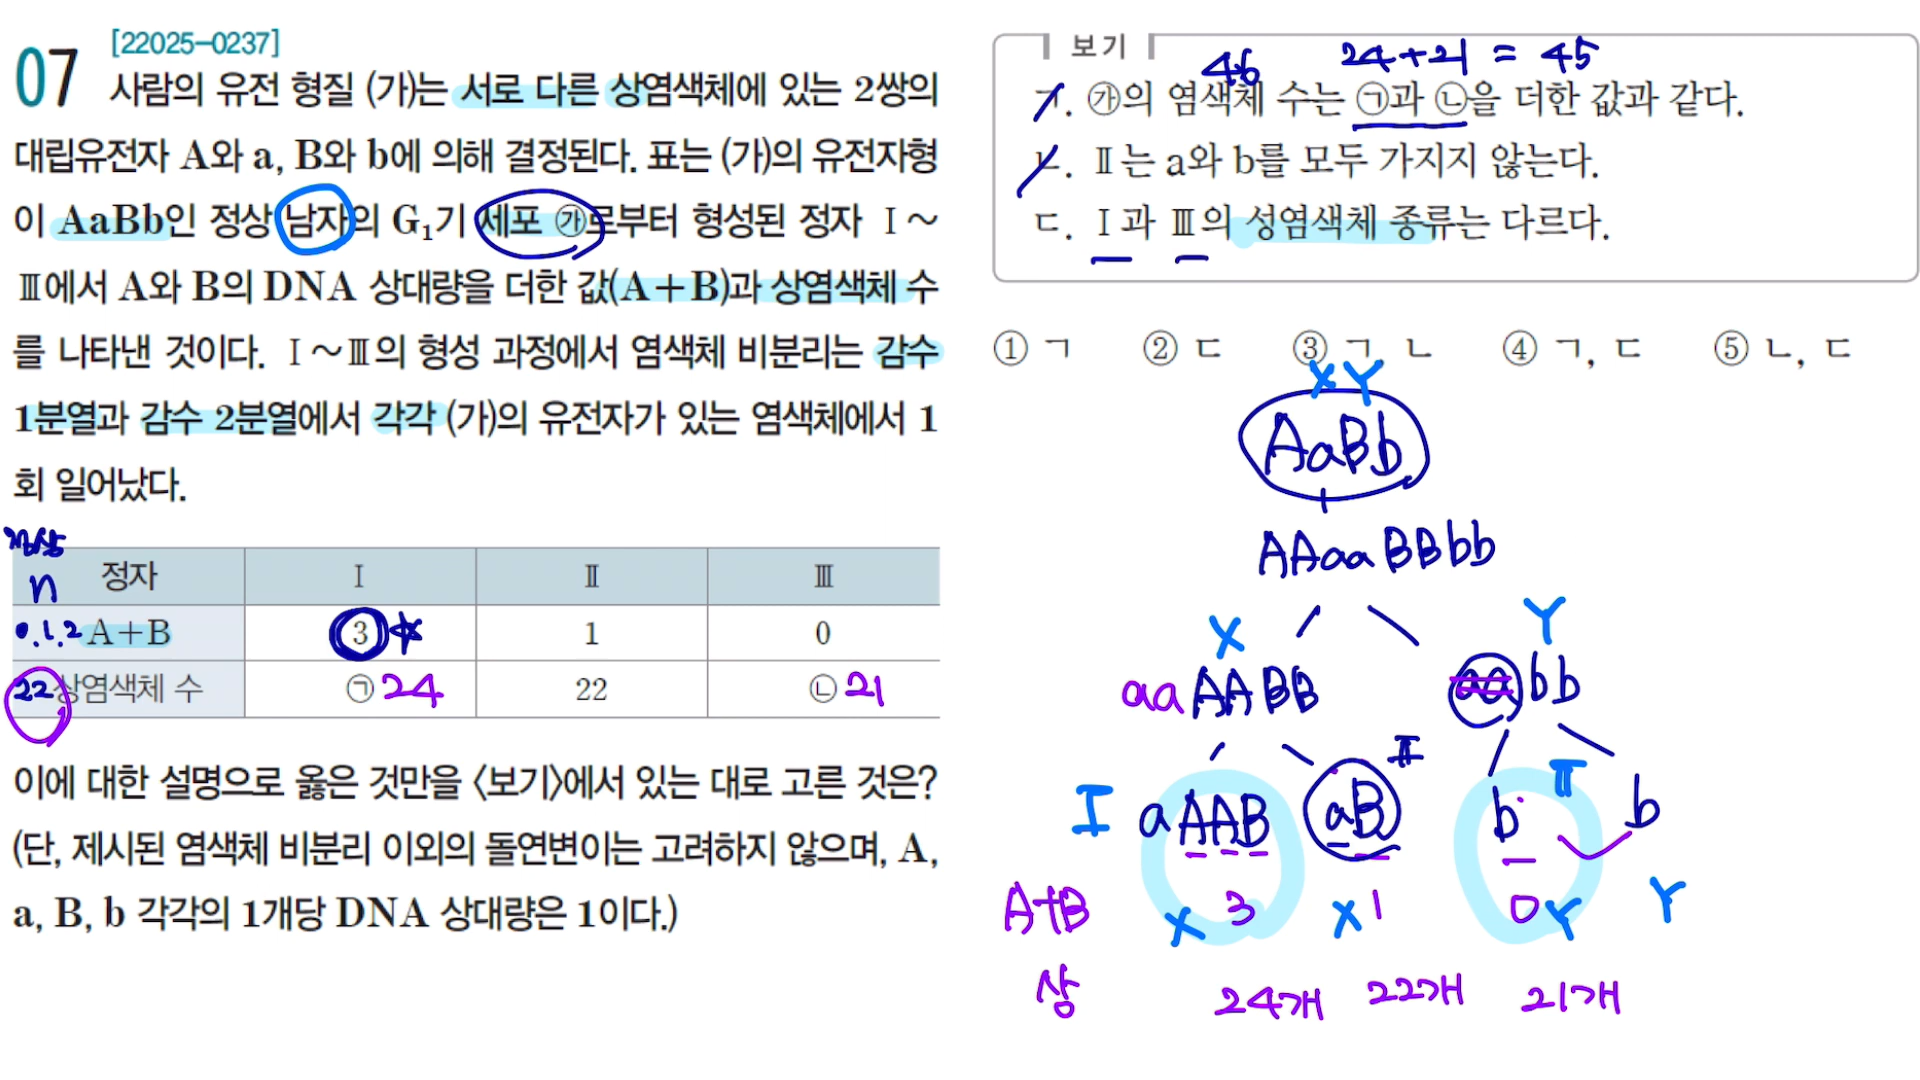 [22025-0237]
07 사람의 유전 형질 (가)는 서로 다른 상염색체에 있는 2쌍의
대립유전자 A와 a, B와 b에 의해 결정된다. 표는 (가)의 유전자형
이 AaBb인 정상 남자의 G₁기 세포 ㉮로부터 형성된 정자 Ⅰ~
Ⅲ에서 A와 B의 DNA 상대량을 더한 값(A+B)과 상염색체 수
를 나타낸 것이다. Ⅰ~Ⅲ의 형성 과정에서 염색체 비분리는 감수
1분열과 감수 2분열에서 각각 (가)의 유전자가 있는 염색체에서 1
회 일어났다.
정상
n 정자 Ⅰ Ⅱ Ⅲ
0.1.2 A+B 3 1 0
22 상염색체 수 ㉠ 24 22 ㉡ 21
이에 대한 설명으로 옳은 것만을 〈보기〉에서 있는 대로 고른 것은?
(단, 제시된 염색체 비분리 이외의 돌연변이는 고려하지 않으며, A,
a, B, b 각각의 1개당 DNA 상대량은 1이다.)
보기
46 24+21 = 45
ㄱ. ㉮의 염색체 수는 ㉠과 ㉡을 더한 값과 같다.
ㄴ. Ⅱ는 a와 b를 모두 가지지 않는다.
ㄷ. Ⅰ과 Ⅲ의 성염색체 종류는 다르다.
① ㄱ ② ㄷ ③ ㄱ, ㄴ ④ ㄱ, ㄷ ⑤ ㄴ, ㄷ
X Y
AaBb
AAaaBBbb
X Y
aa AABB aa bb
Ⅱ
Ⅰ aAAB aB b Ⅲ b
A+B X 3 X 1 0 Y Y
상 24개 22개 21개